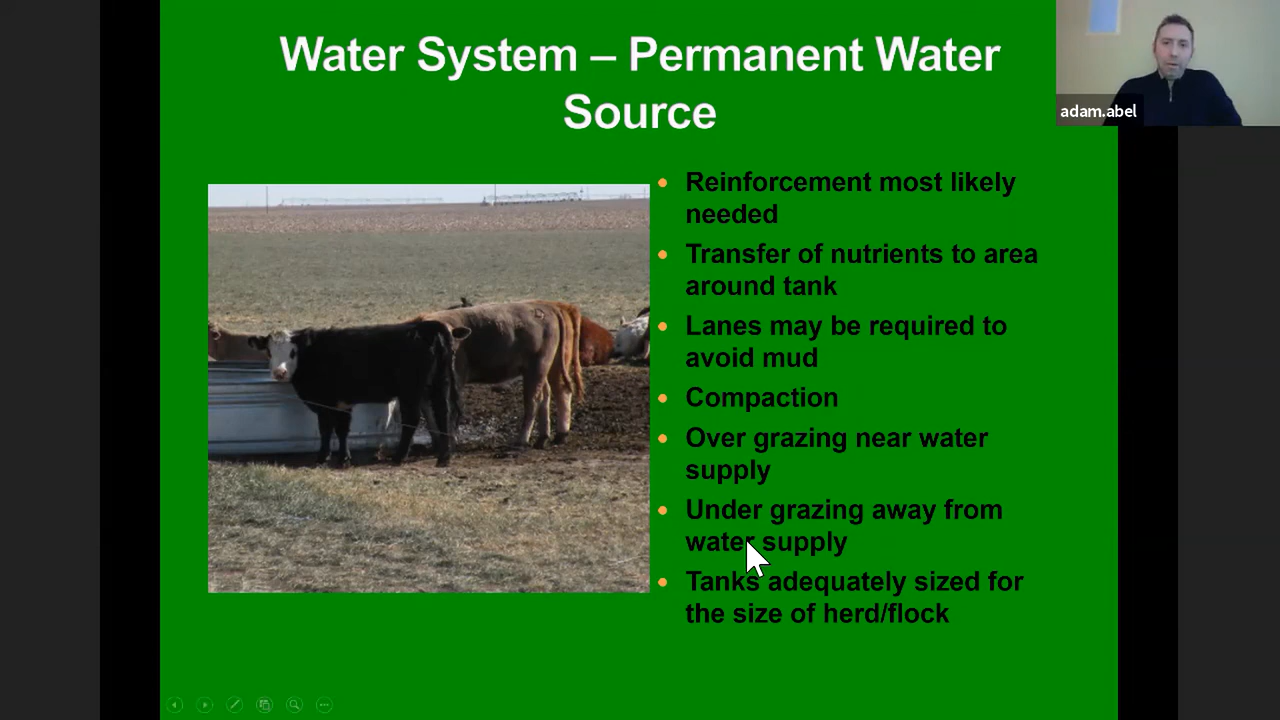 Water System – Permanent Water
Source
adam.abel
Reinforcement most likely
needed
Transfer of nutrients to area
around tank
Lanes may be required to
avoid mud
Compaction
Over grazing near water
supply
Under grazing away from
water supply
Tanks adequately sized for
the size of herd/flock